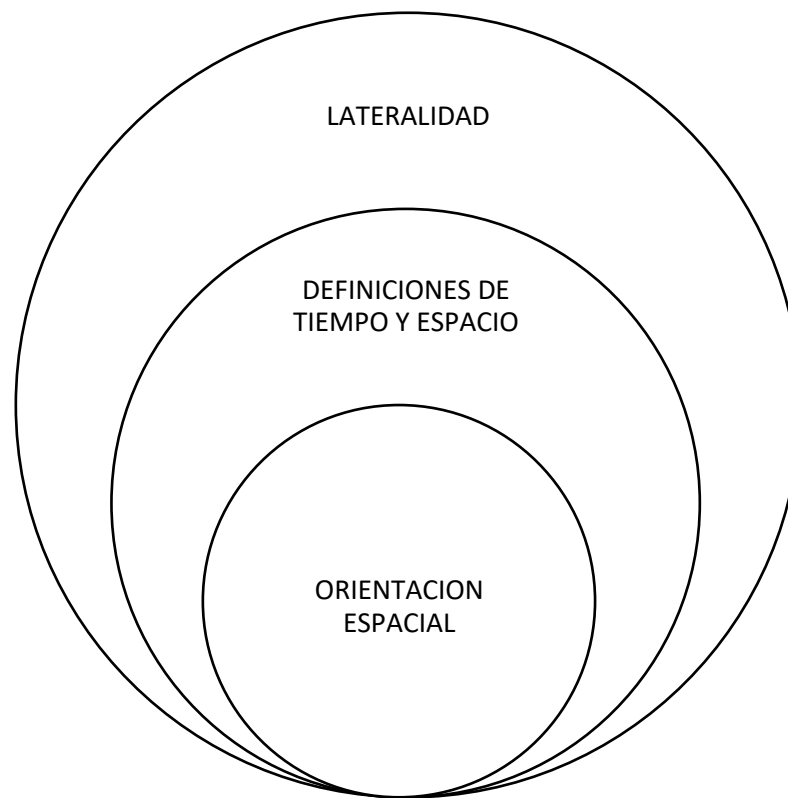 LATERALIDAD
DEFINICIONES DE
TIEMPO Y ESPACIO
ORIENTACION
ESPACIAL